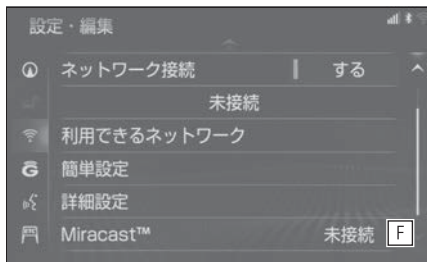 設定・編集
ネットワーク接続 する
未接続
利用できるネットワーク
簡単設定
詳細設定
Miracast™ 未接続 F